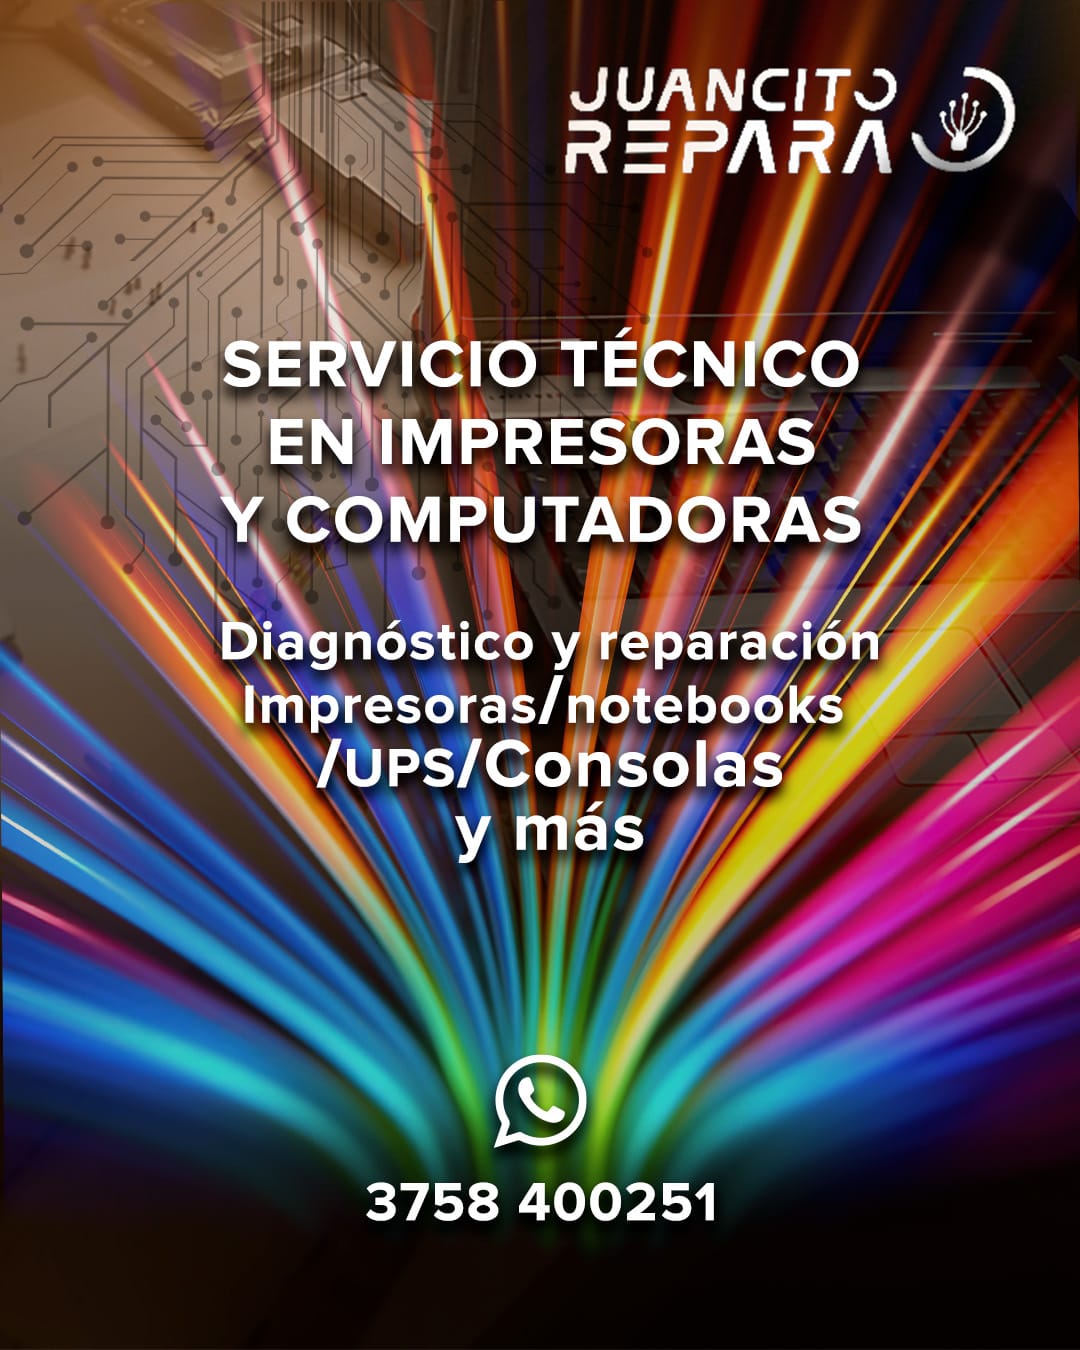 JUANCITO
REPARA
SERVICIO TÉCNICO
EN IMPRESORAS
Y COMPUTADORAS
Diagnóstico y reparación
Impresoras/notebooks
/UPS/Consolas
y más
3758 400251